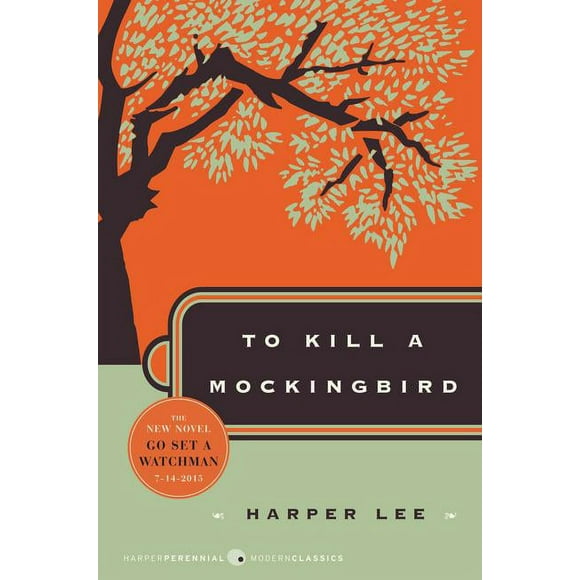 TO KILL A
MOCKINGBIRD
THE
NEW NOVEL
GO SET A
WATCHMAN
7-14-2015
HARPER LEE
HARPERPERENNIAL MODERNCLASSICS